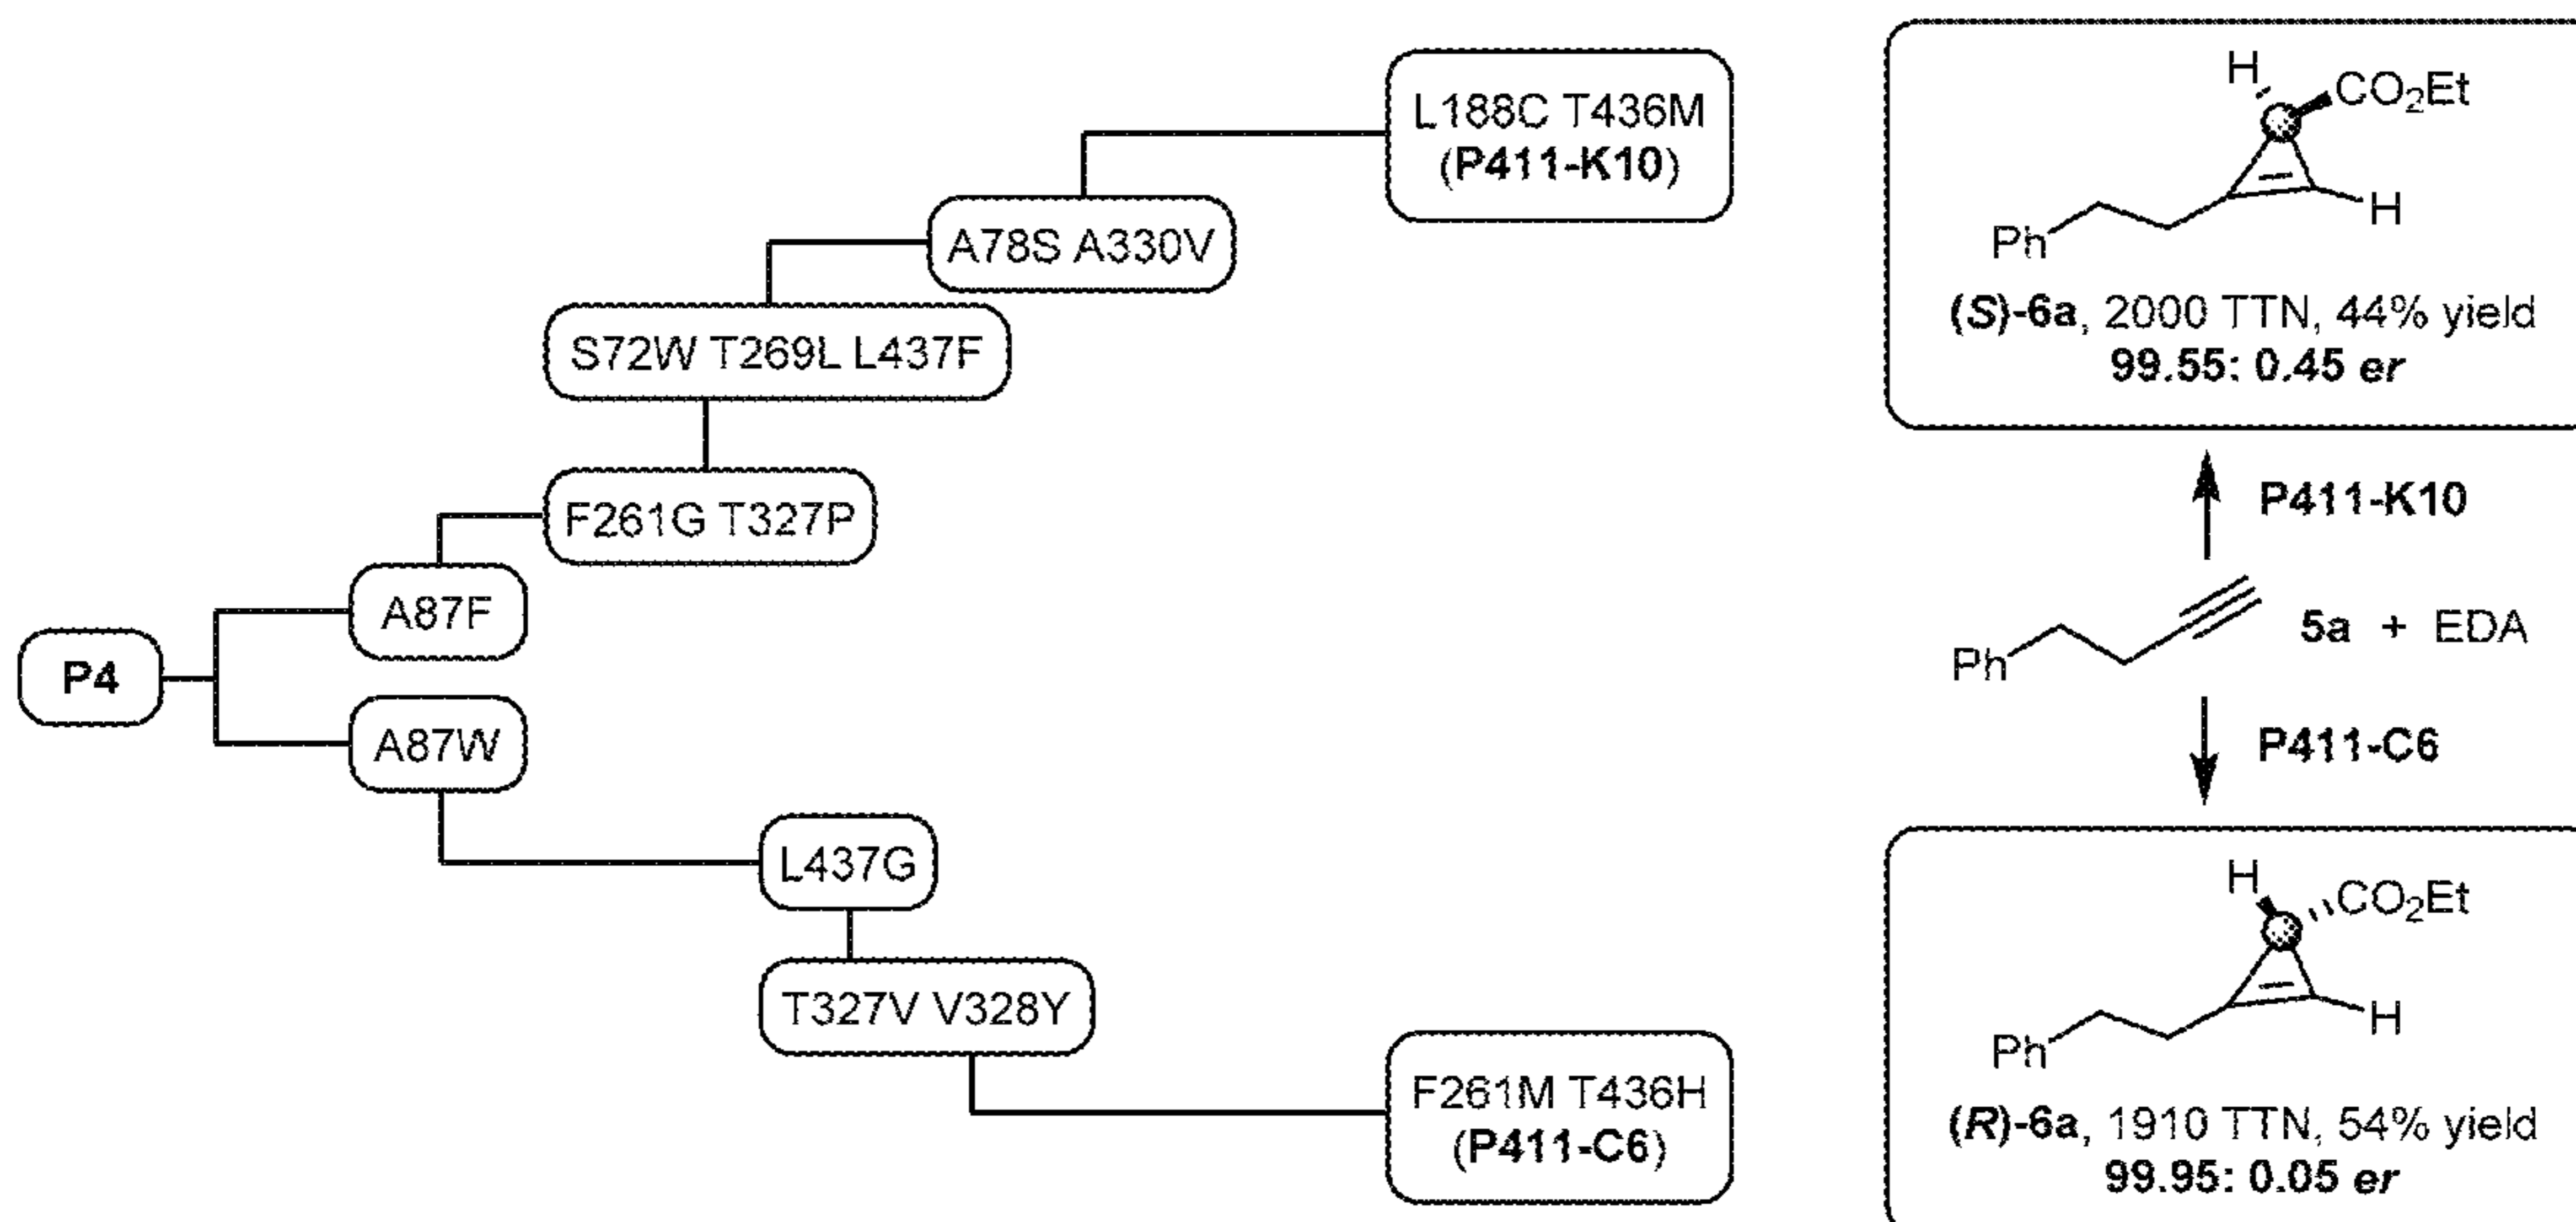 L188C T436M
(P411-K10)
A78S A330V
S72W T269L L437F
F261G T327P
A87F
P4
A87W
L437G
T327V V328Y
F261M T436H
(P411-C6)
H
CO2Et
H
Ph
(S)-6a, 2000 TTN, 44% yield
99.55: 0.45 er
P411-K10
Ph
5a + EDA
P411-C6
H
CO2Et
H
Ph
(R)-6a, 1910 TTN, 54% yield
99.95: 0.05 er